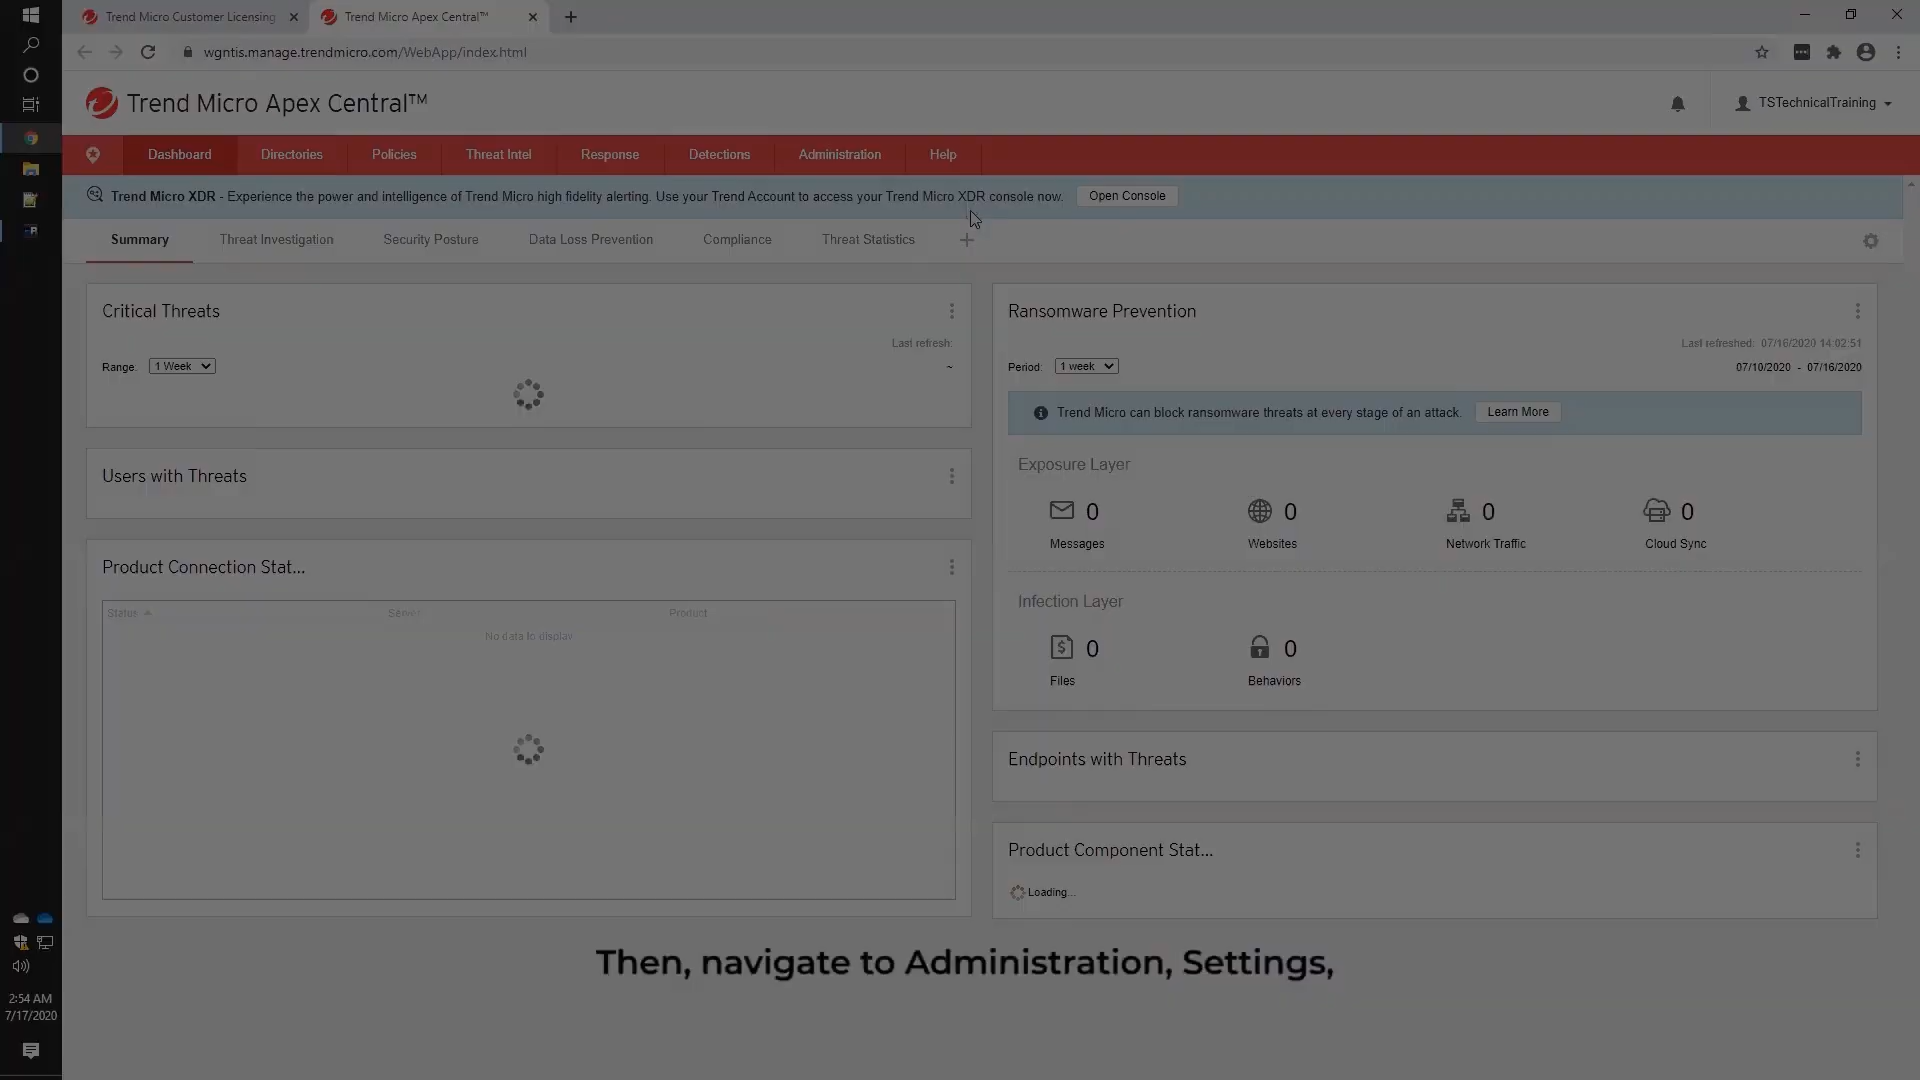 Trend Micro Customer Licensing
Trend Micro Apex Central™
wgntis.manage.trendmicro.com/WebApp/index.html
Trend Micro Apex Central™
TSTechnicalTraining
Dashboard
Directories
Policies
Threat Intel
Response
Detections
Administration
Help
Trend Micro XDR - Experience the power and intelligence of Trend Micro high fidelity alerting. Use your Trend Account to access your Trend Micro XDR console now.
Open Console
Summary
Threat Investigation
Security Posture
Data Loss Prevention
Compliance
Threat Statistics
Critical Threats
Last refresh:
Range:
1 Week
~
Users with Threats
Product Connection Stat...
Status
Server
Product
No data to display
Ransomware Prevention
Last refreshed: 07/16/2020 14:02:51
Period:
1 week
07/10/2020 - 07/16/2020
Trend Micro can block ransomware threats at every stage of an attack.
Learn More
Exposure Layer
0
Messages
0
Websites
0
Network Traffic
0
Cloud Sync
Infection Layer
0
Files
0
Behaviors
Endpoints with Threats
Product Component Stat...
Loading...
2:54 AM
7/17/2020
Then, navigate to Administration, Settings,